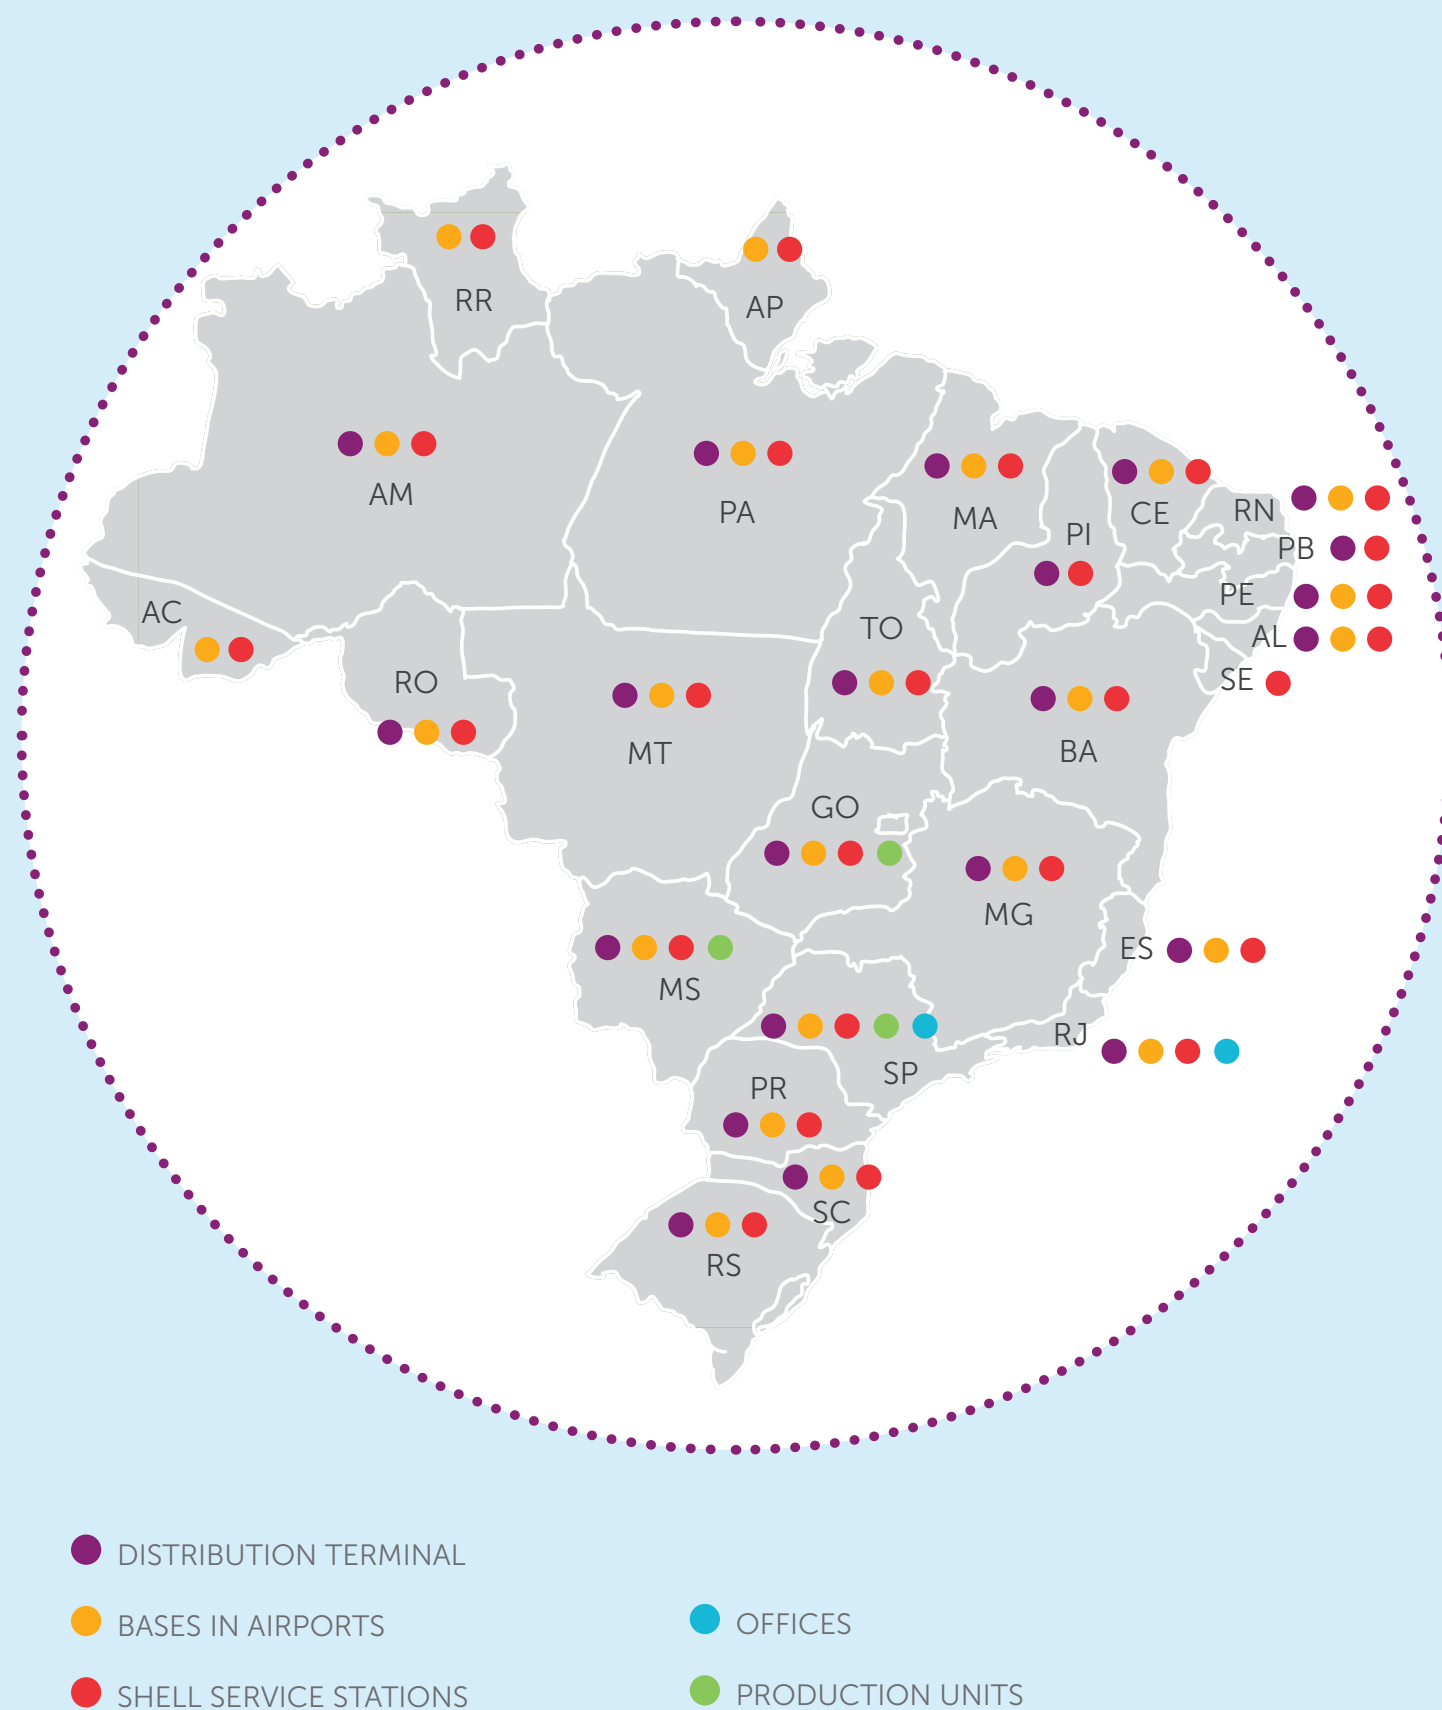 RR
AP
AM
PA
MA
CE
RN
PI
PB
PE
AC
TO
AL
SE
RO
MT
BA
GO
MG
ES
MS
RJ
SP
PR
SC
RS
DISTRIBUTION TERMINAL
BASES IN AIRPORTS
SHELL SERVICE STATIONS
OFFICES
PRODUCTION UNITS